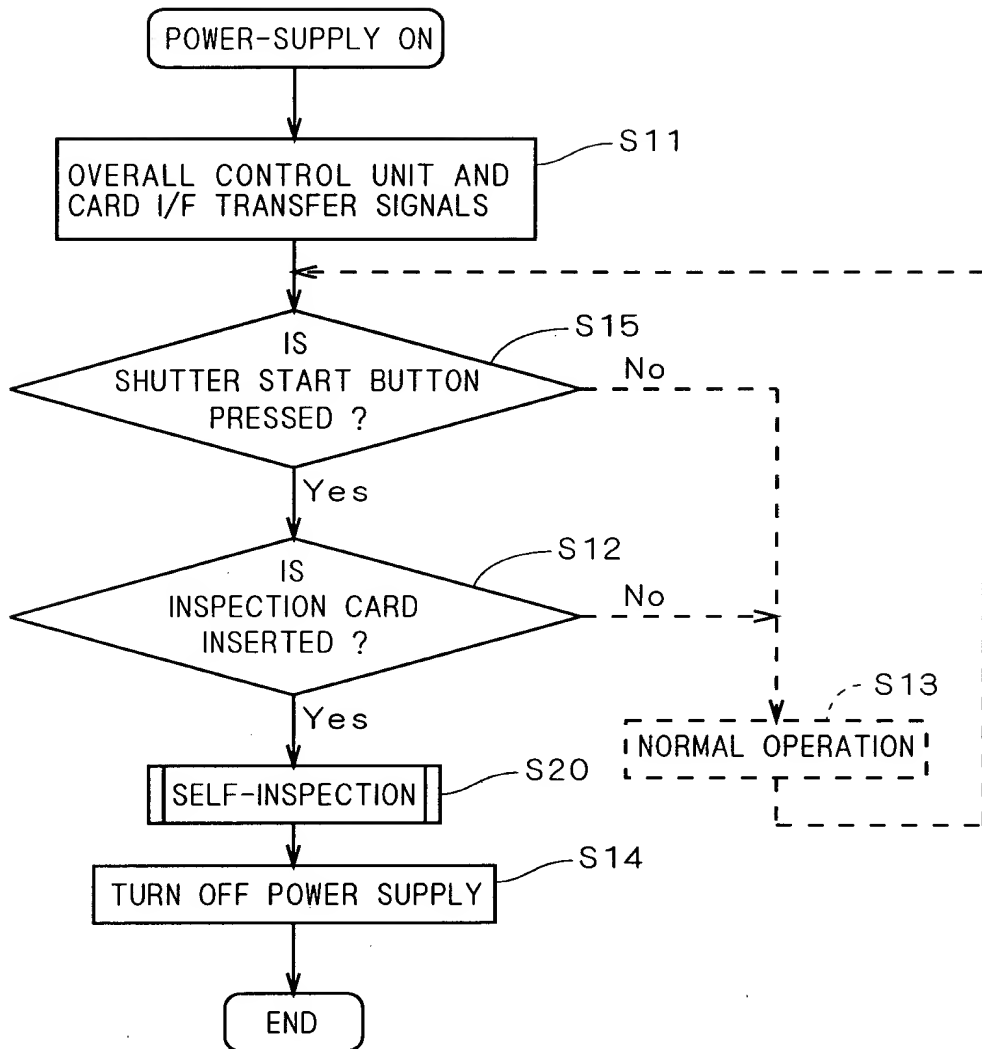 POWER-SUPPLY ON
S11
OVERALL CONTROL UNIT AND
CARD I/F TRANSFER SIGNALS
S15
IS
SHUTTER START BUTTON
PRESSED ?
No
Yes
S12
IS
INSPECTION CARD
INSERTED ?
No
Yes
S13
NORMAL OPERATION
S20
SELF-INSPECTION
S14
TURN OFF POWER SUPPLY
END